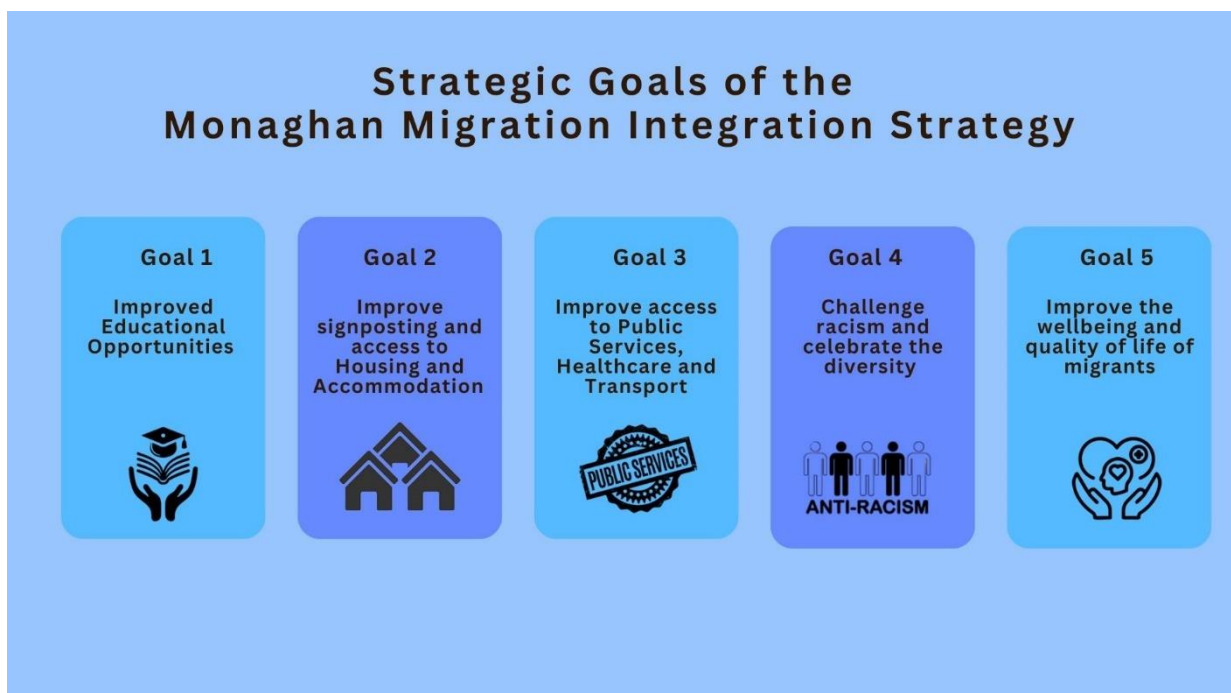 Strategic Goals of the
Monaghan Migration Integration Strategy
Goal 1
Improved
Educational
Opportunities
Goal 2
Improve
signposting and
access to
Housing and
Accommodation
Goal 3
Improve access
to Public
Services,
Healthcare and
Transport
PUBLIC SERVICES
Goal 4
Challenge
racism and
celebrate the
diversity
ANTI-RACISM
Goal 5
Improve the
wellbeing and
quality of life of
migrants